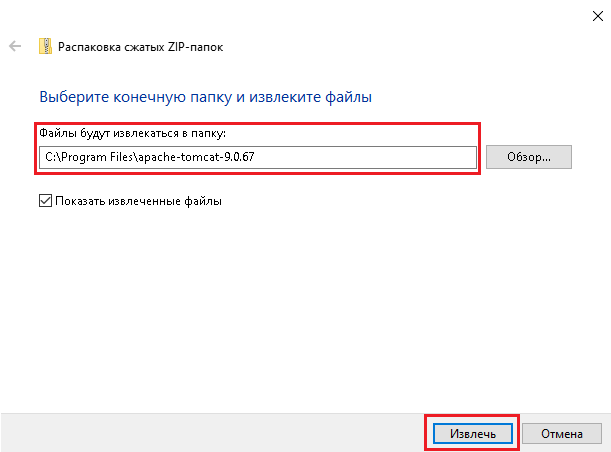 Распаковка сжатых ZIP-папок
Выберите конечную папку и извлеките файлы
Файлы будут извлекаться в папку:
C:\Program Files\apache-tomcat-9.0.67
Обзор...
Показать извлеченные файлы
Извлечь
Отмена